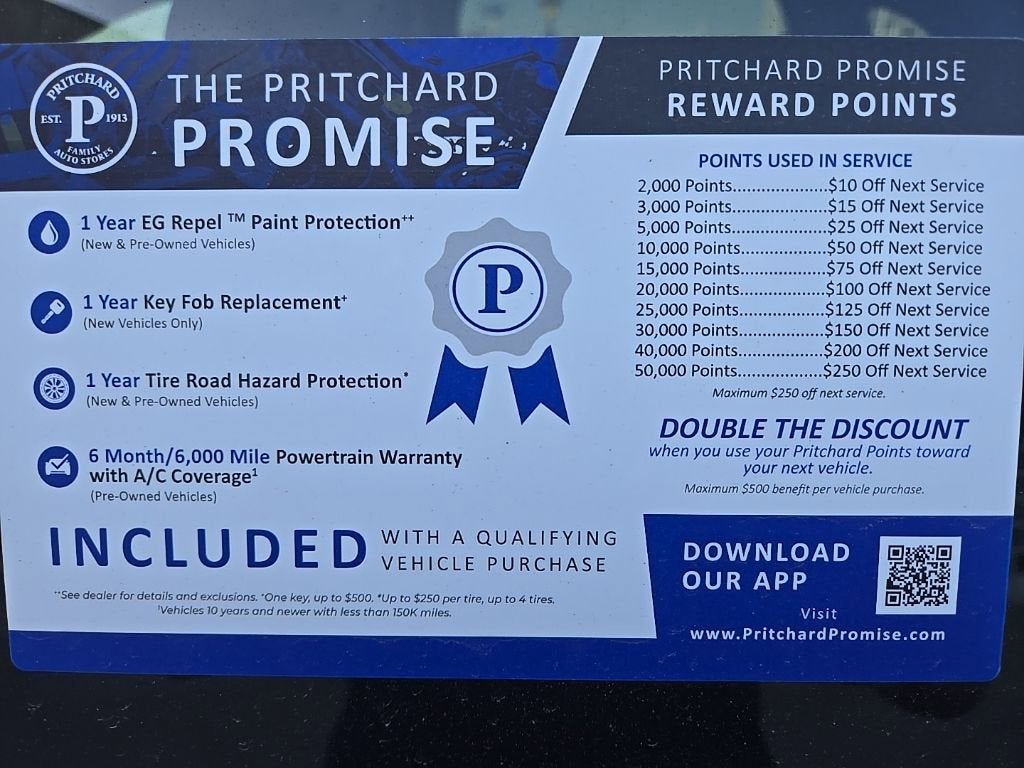 PRITCHARD
EST. P 1913
FAMILY
AUTO STORES
THE PRITCHARD
PROMISE
1 Year EG Repel ™ Paint Protection⁺⁺
(New & Pre-Owned Vehicles)
1 Year Key Fob Replacement⁺
(New Vehicles Only)
1 Year Tire Road Hazard Protection*
(New & Pre-Owned Vehicles)
6 Month/6,000 Mile Powertrain Warranty
with A/C Coverage¹
(Pre-Owned Vehicles)
P
INCLUDED WITH A QUALIFYING
VEHICLE PURCHASE
⁺⁺See dealer for details and exclusions. ⁺One key, up to $500. *Up to $250 per tire, up to 4 tires.
¹Vehicles 10 years and newer with less than 150K miles.
PRITCHARD PROMISE
REWARD POINTS
POINTS USED IN SERVICE
2,000 Points...................$10 Off Next Service
3,000 Points...................$15 Off Next Service
5,000 Points...................$25 Off Next Service
10,000 Points.................$50 Off Next Service
15,000 Points.................$75 Off Next Service
20,000 Points.................$100 Off Next Service
25,000 Points.................$125 Off Next Service
30,000 Points.................$150 Off Next Service
40,000 Points.................$200 Off Next Service
50,000 Points.................$250 Off Next Service
Maximum $250 off next service.
DOUBLE THE DISCOUNT
when you use your Pritchard Points toward
your next vehicle.
Maximum $500 benefit per vehicle purchase.
DOWNLOAD
OUR APP
Visit
www.PritchardPromise.com